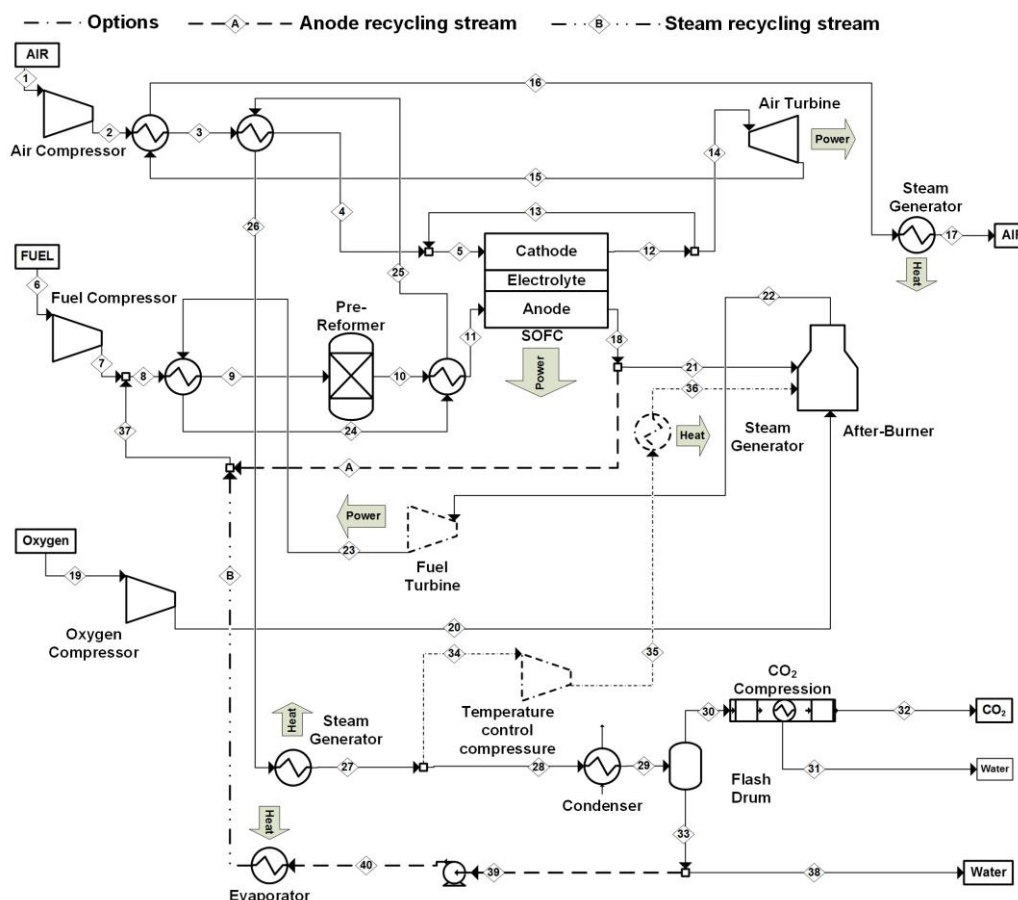 Options
A
Anode recycling stream
B
Steam recycling stream
AIR
1
16
Air Turbine
2
3
14
Power
Air Compressor
15
Steam
Generator
4
13
26
FUEL
5
Cathode
12
17
AIR
6
25
Electrolyte
Heat
Fuel Compressor
Pre-
Reformer
11
Anode
22
SOFC
18
7
8
9
10
21
Power
36
24
Heat
Steam
Generator
After-Burner
37
A
Power
Oxygen
23
Fuel
Turbine
19
B
20
Oxygen
Compressor
34
35
CO2
Compression
Heat
Steam
Generator
30
32
CO2
Temperature
control
compressure
27
28
29
31
Water
Condenser
Flash
Drum
Heat
33
40
39
38
Water
Evaporator